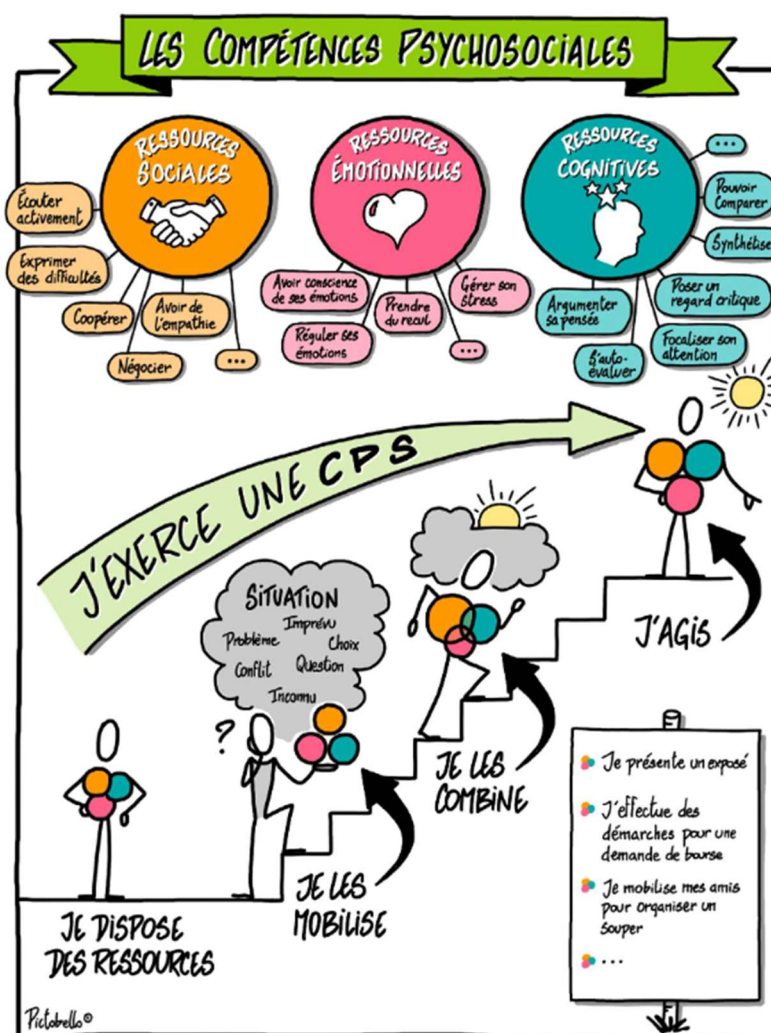 LES COMPÉTENCES PSYCHOSOCIALES
RESSOURCES
SOCIALES
Écouter
activement
Exprimer
des difficultés
Coopérer
Avoir de
l'empathie
Négocier
...
RESSOURCES
ÉMOTIONNELLES
Avoir conscience
de ses émotions
Réguler ses
émotions
Prendre
du recul
Gérer son
stress
...
RESSOURCES
COGNITIVES
...
Pouvoir
Comparer
Synthétise
Poser un
regard critique
Focaliser son
attention
S'auto-
évaluer
Argumenter
sa pensée
J'EXERCE UNE CPS
SITUATION
Imprévu
Problème
Choix
Conflit
Question
Inconnu
?
JE DISPOSE
DES RESSOURCES
JE LES
MOBILISE
JE LES
COMBINE
J'AGIS
Je présente un exposé
J'effectue des
démarches pour une
demande de bourse
Je mobilise mes amis
pour organiser un
souper
...
Pictobello©